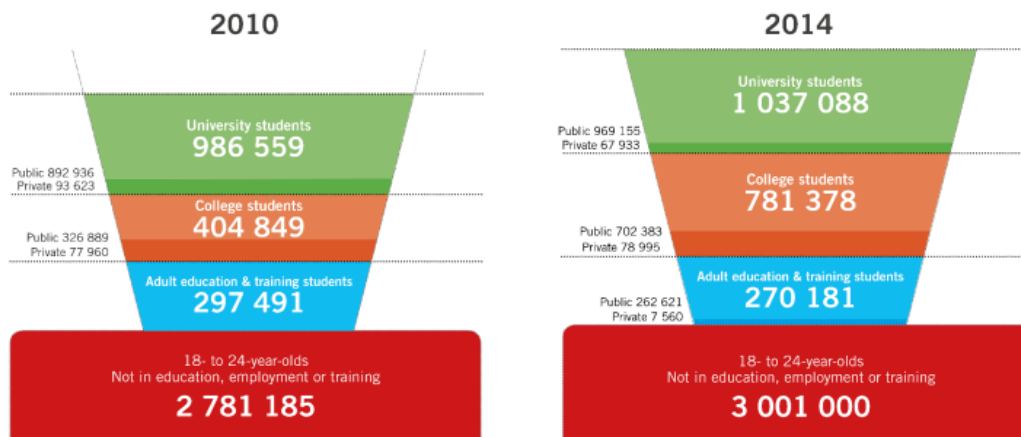 2010
University students
986 559
Public 892 936
Private 93 623
College students
404 849
Public 326 889
Private 77 960
Adult education & training students
297 491
18- to 24-year-olds
Not in education, employment or training
2 781 185
2014
University students
1 037 088
Public 969 155
Private 67 933
College students
781 378
Public 702 383
Private 78 995
Adult education & training students
270 181
Public 262 621
Private 7 560
18- to 24-year-olds
Not in education, employment or training
3 001 000